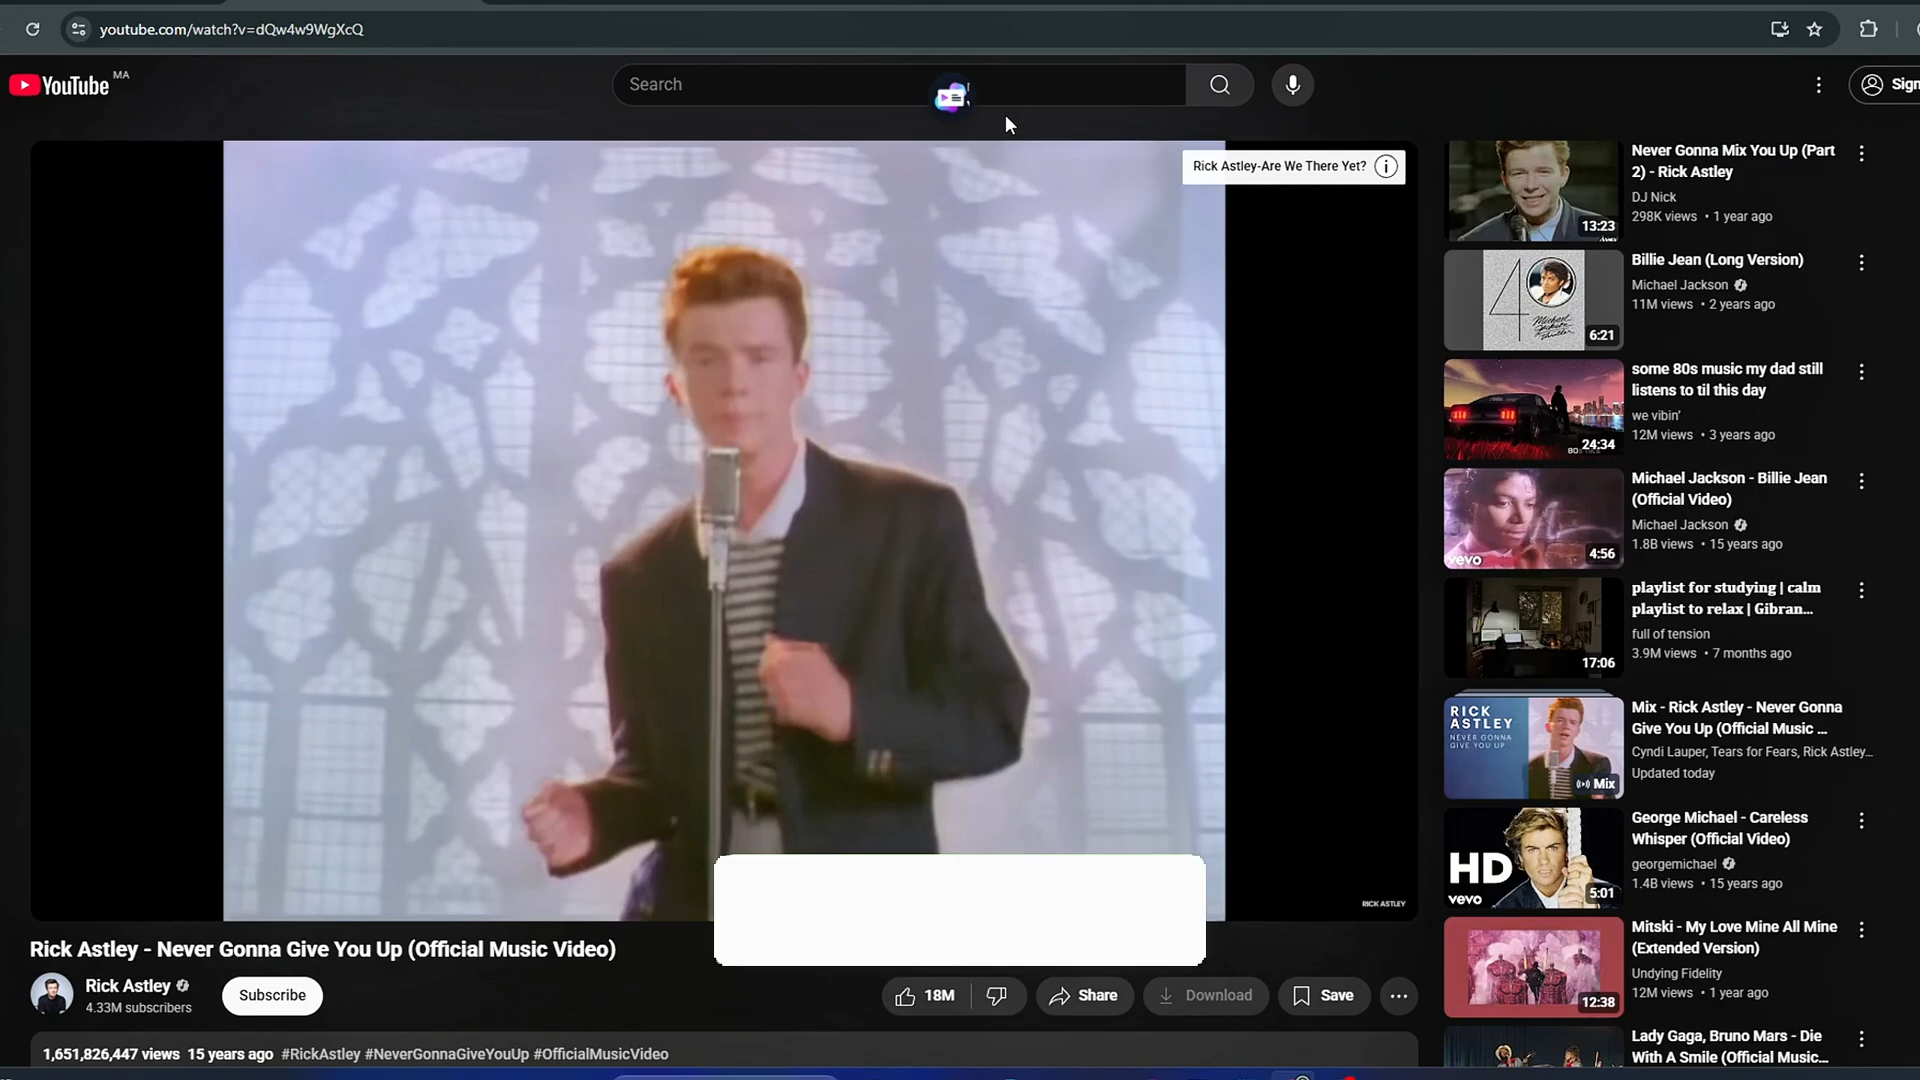 youtube.com/watch?v=dQw4w9WgXcQ
YouTube MA
Search
Sign
Rick Astley-Are We There Yet?
RICK ASTLEY
Rick Astley - Never Gonna Give You Up (Official Music Video)
Rick Astley
4.33M subscribers
Subscribe
18M
Share
Download
Save
1,651,826,447 views 15 years ago #RickAstley #NeverGonnaGiveYouUp #OfficialMusicVideo
13:23
Never Gonna Mix You Up (Part
2) - Rick Astley
DJ Nick
298K views • 1 year ago
4
Michael
Jackson
Thriller
6:21
Billie Jean (Long Version)
Michael Jackson
11M views • 2 years ago
24:34
some 80s music my dad still
listens to til this day
we vibin'
12M views • 3 years ago
vevo
4:56
Michael Jackson - Billie Jean
(Official Video)
Michael Jackson
1.8B views • 15 years ago
17:06
playlist for studying | calm
playlist to relax | Gibran...
full of tension
3.9M views • 7 months ago
RICK
ASTLEY
NEVER GONNA
GIVE YOU UP
Mix
Mix - Rick Astley - Never Gonna
Give You Up (Official Music ...
Cyndi Lauper, Tears for Fears, Rick Astley...
Updated today
HD
vevo
5:01
George Michael - Careless
Whisper (Official Video)
georgemichael
1.4B views • 15 years ago
12:38
Mitski - My Love Mine All Mine
(Extended Version)
Undying Fidelity
12M views • 1 year ago
Lady Gaga, Bruno Mars - Die
With A Smile (Official Music...